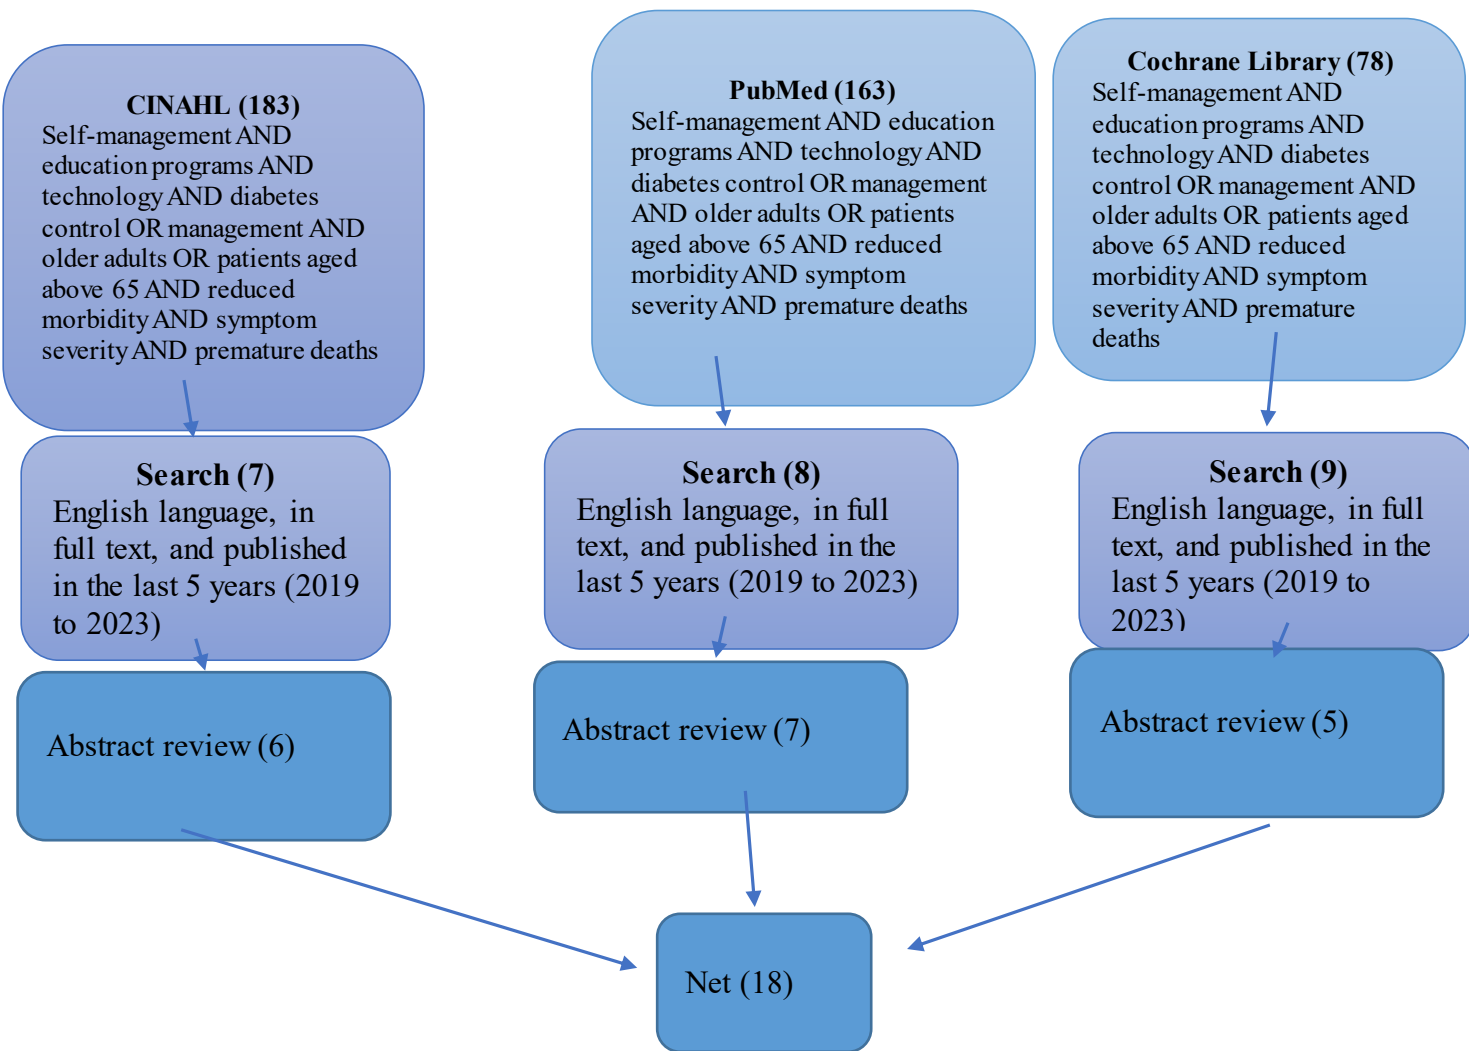 CINAHL (183)
Self-management AND
education programs AND
technology AND diabetes
control OR management AND
older adults OR patients aged
above 65 AND reduced
morbidity AND symptom
severity AND premature deaths
PubMed (163)
Self-management AND education
programs AND technology AND
diabetes control OR management
AND older adults OR patients
aged above 65 AND reduced
morbidity AND symptom
severity AND premature deaths
Cochrane Library (78)
Self-management AND
education programs AND
technology AND diabetes
control OR management AND
older adults OR patients aged
above 65 AND reduced
morbidity AND symptom
severity AND premature
deaths
Search (7)
English language, in
full text, and published
in the last 5 years (2019
to 2023)
Search (8)
English language, in full
text, and published in the
last 5 years (2019 to 2023)
Search (9)
English language, in full
text, and published in the
last 5 years (2019 to
2023)
Abstract review (6)
Abstract review (7)
Abstract review (5)
Net (18)